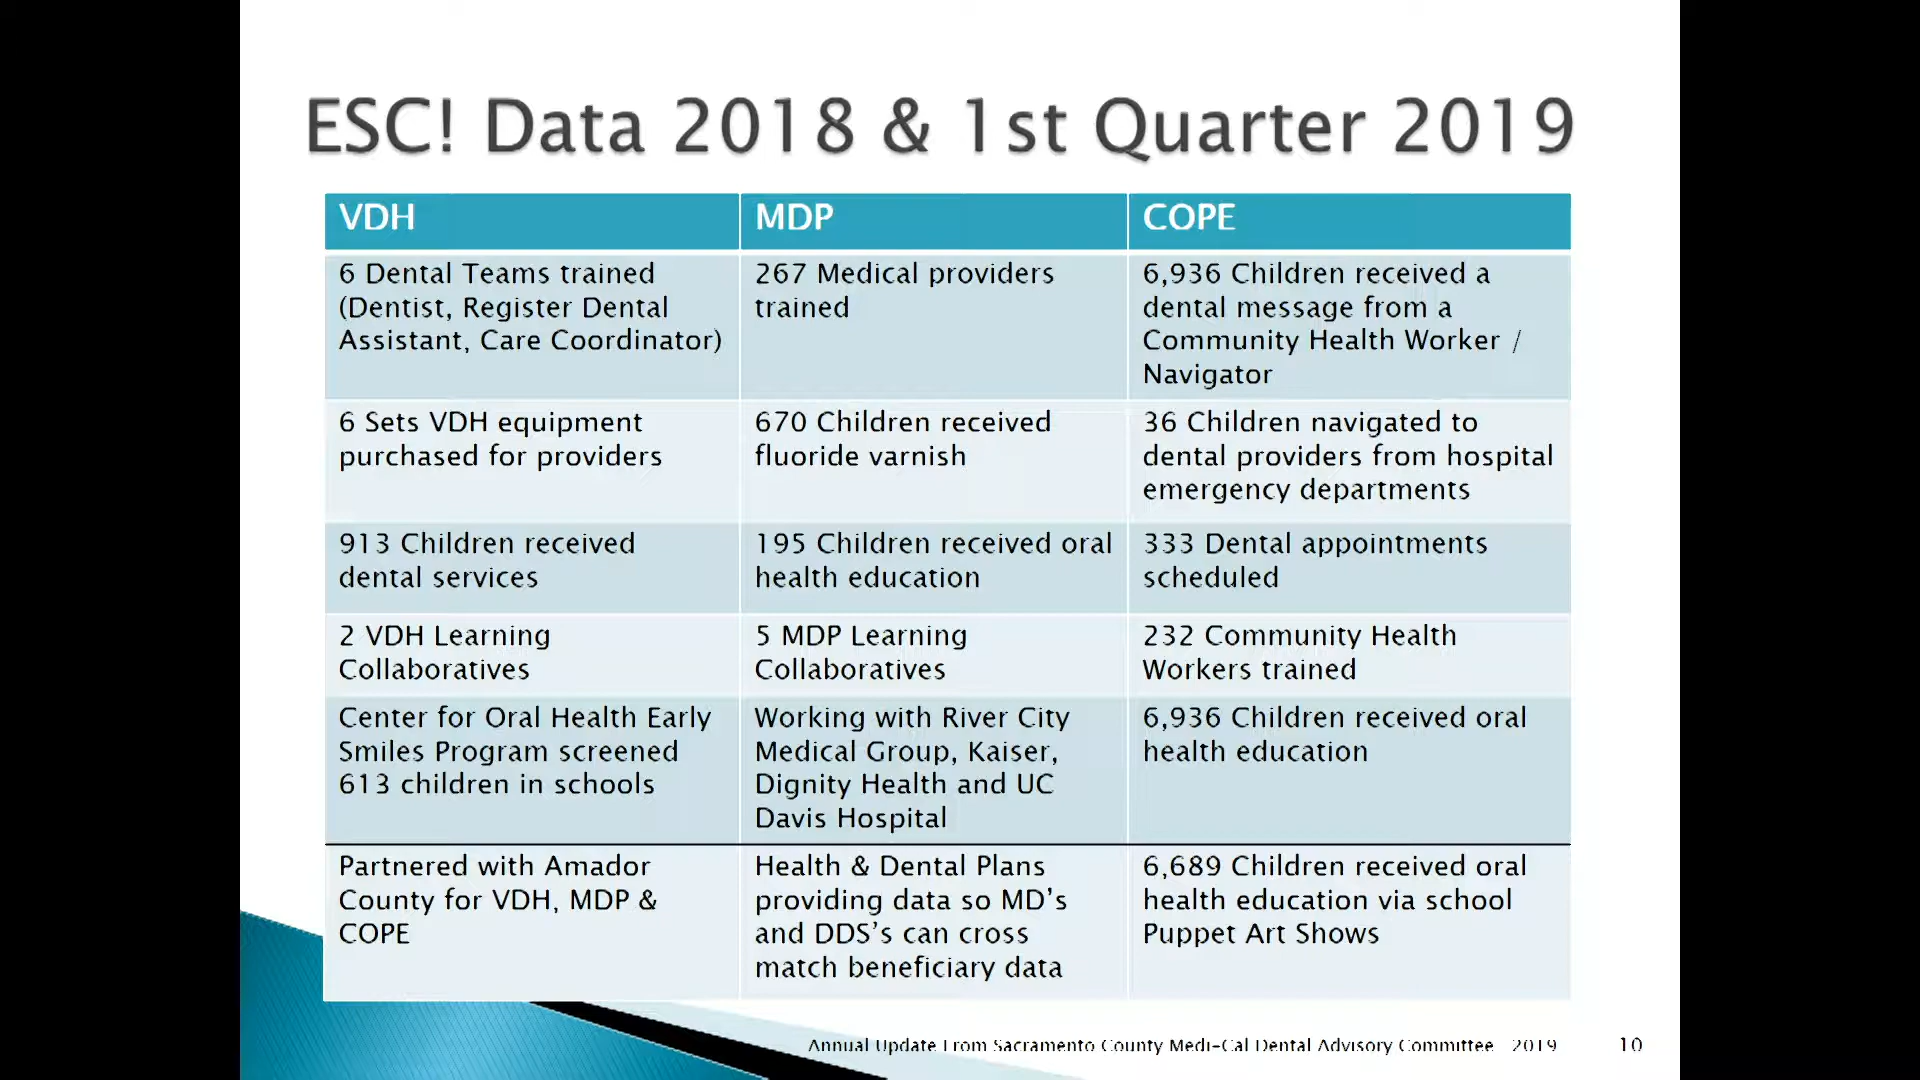 ESC! Data 2018 & 1st Quarter 2019
VDH
MDP
COPE
6 Dental Teams trained
(Dentist, Register Dental
Assistant, Care Coordinator)
267 Medical providers
trained
6,936 Children received a
dental message from a
Community Health Worker /
Navigator
6 Sets VDH equipment
purchased for providers
670 Children received
fluoride varnish
36 Children navigated to
dental providers from hospital
emergency departments
913 Children received
dental services
195 Children received oral
health education
333 Dental appointments
scheduled
2 VDH Learning
Collaboratives
5 MDP Learning
Collaboratives
232 Community Health
Workers trained
Center for Oral Health Early
Smiles Program screened
613 children in schools
Working with River City
Medical Group, Kaiser,
Dignity Health and UC
Davis Hospital
6,936 Children received oral
health education
Partnered with Amador
County for VDH, MDP &
COPE
Health & Dental Plans
providing data so MD's
and DDS's can cross
match beneficiary data
6,689 Children received oral
health education via school
Puppet Art Shows
Annual Update From Sacramento County Medi-Cal Dental Advisory Committee 2019
10